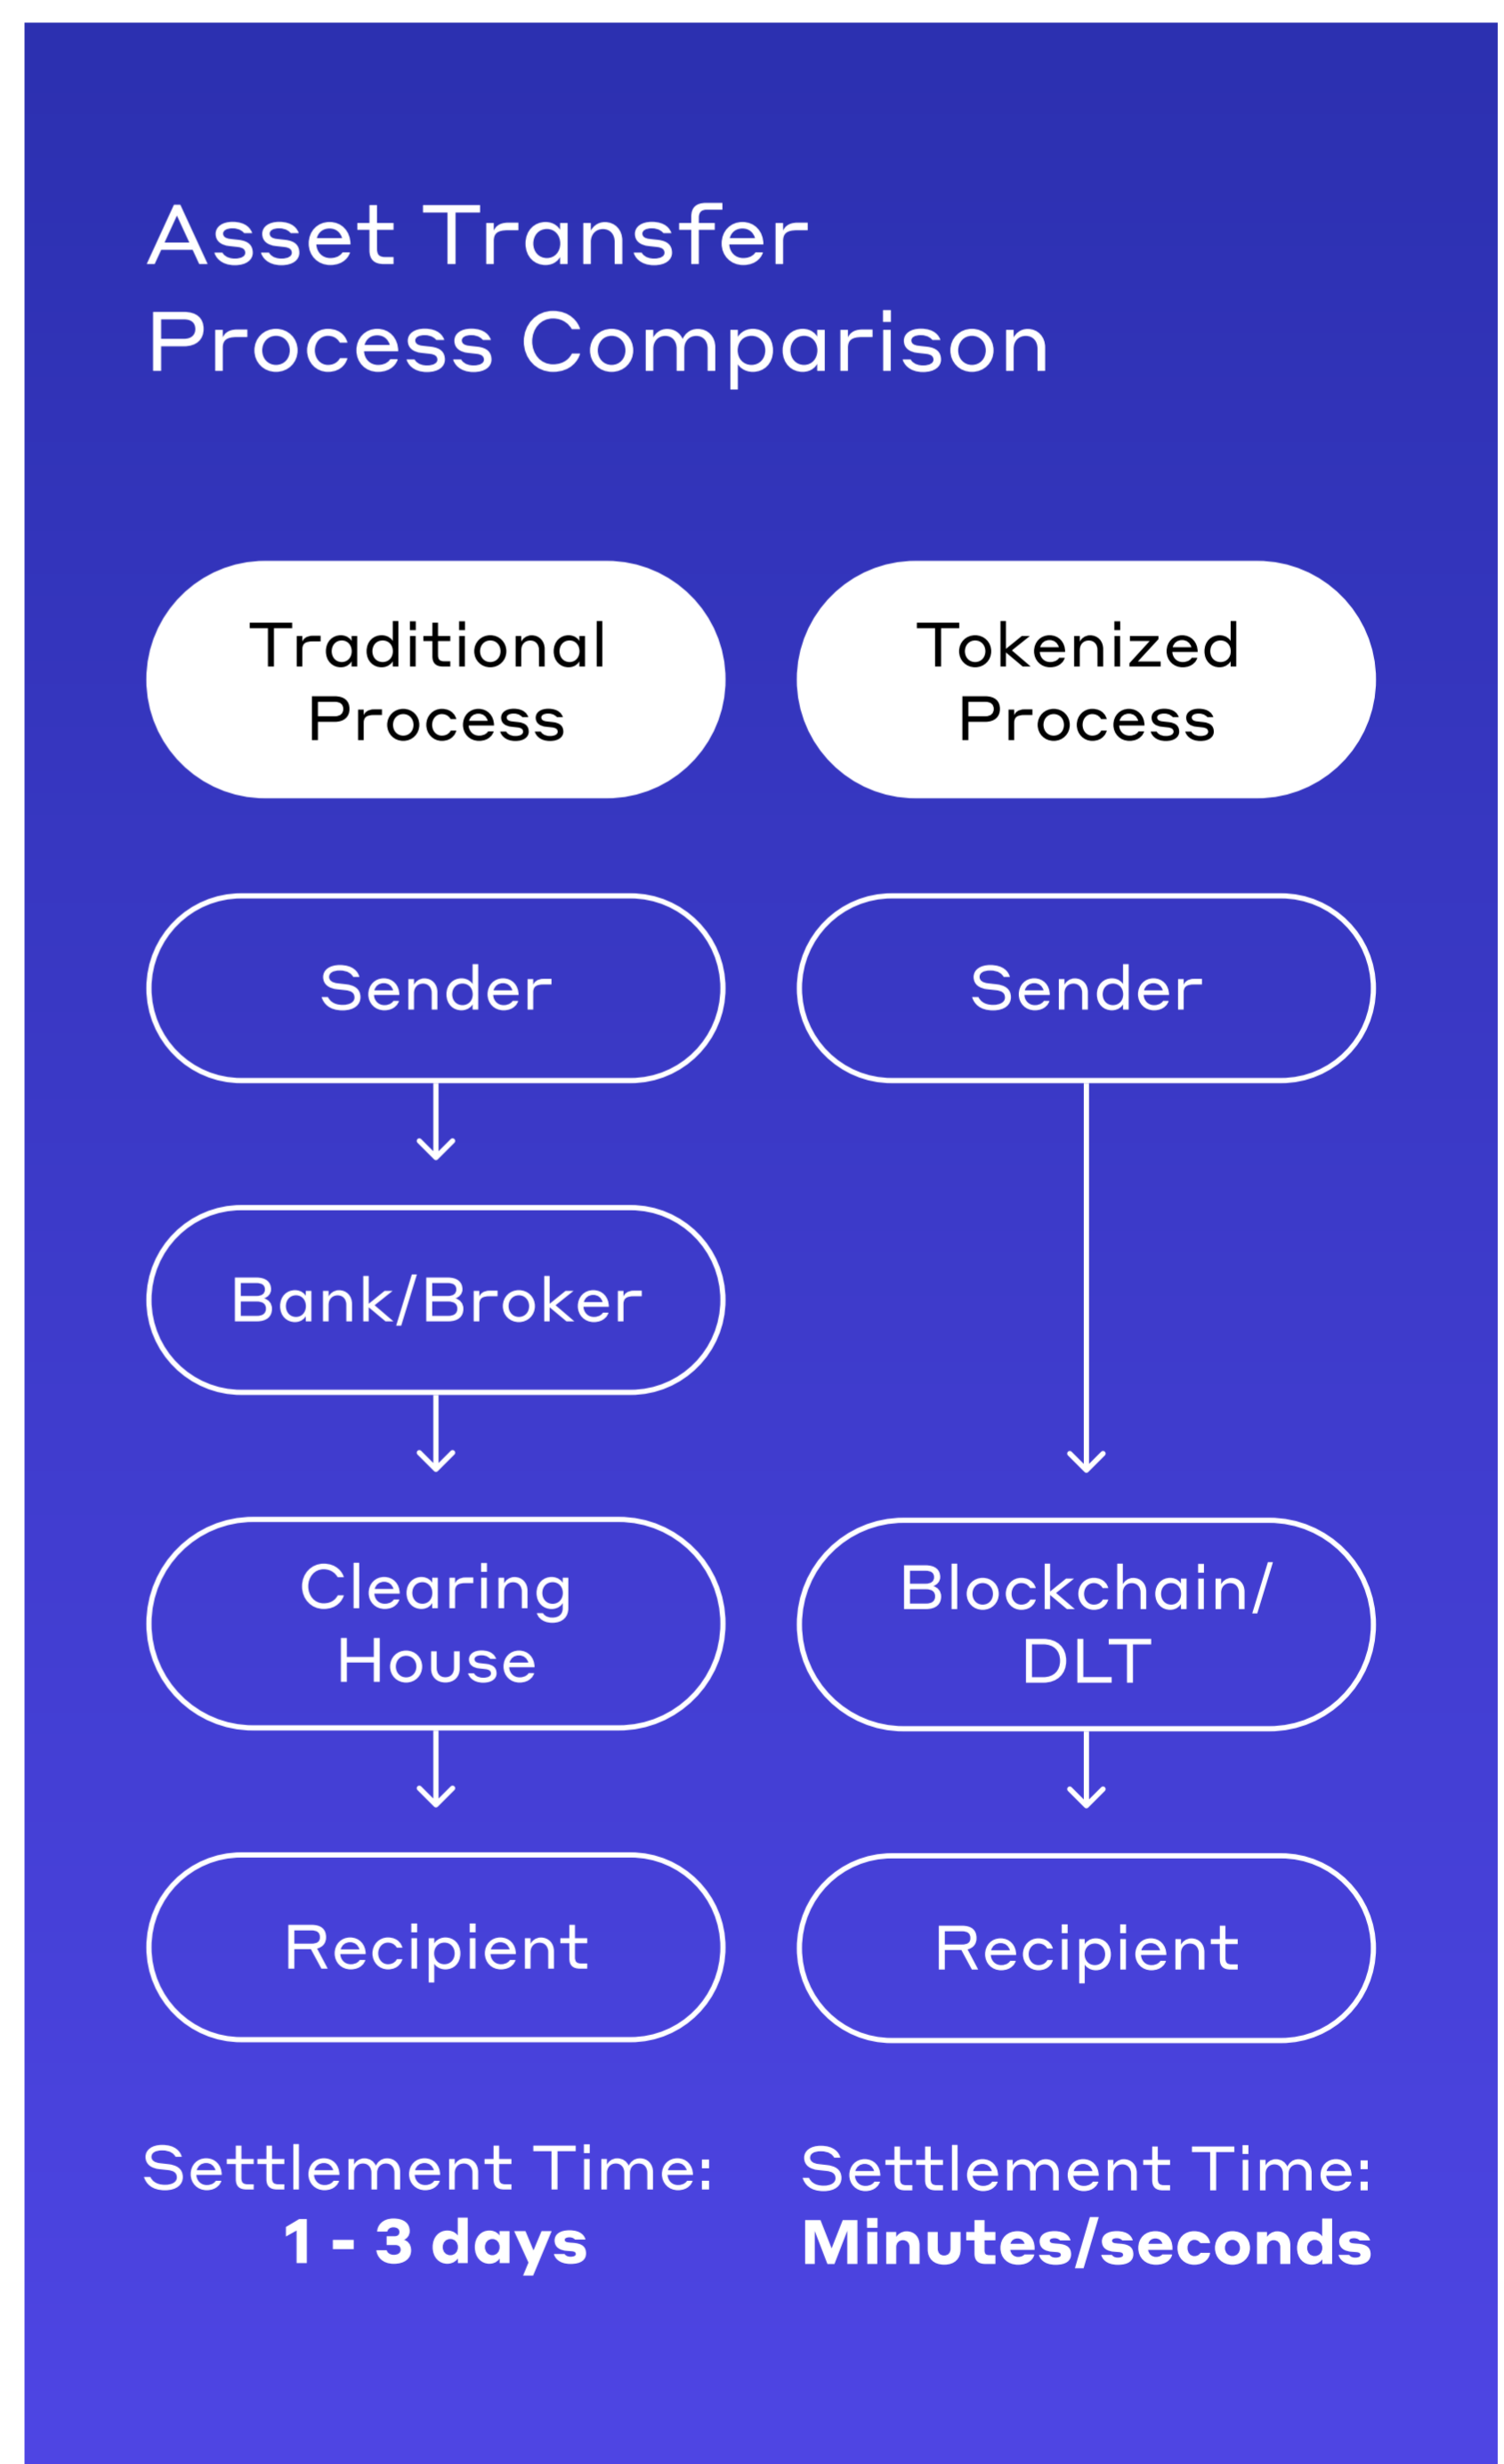 Asset Transfer
Process Comparison
Traditional
Process
Sender
Bank/Broker
Clearing
House
Recipient
Settlement Time:
1 - 3 days
Tokenized
Process
Sender
Blockchain/
DLT
Recipient
Settlement Time:
Minutes/seconds